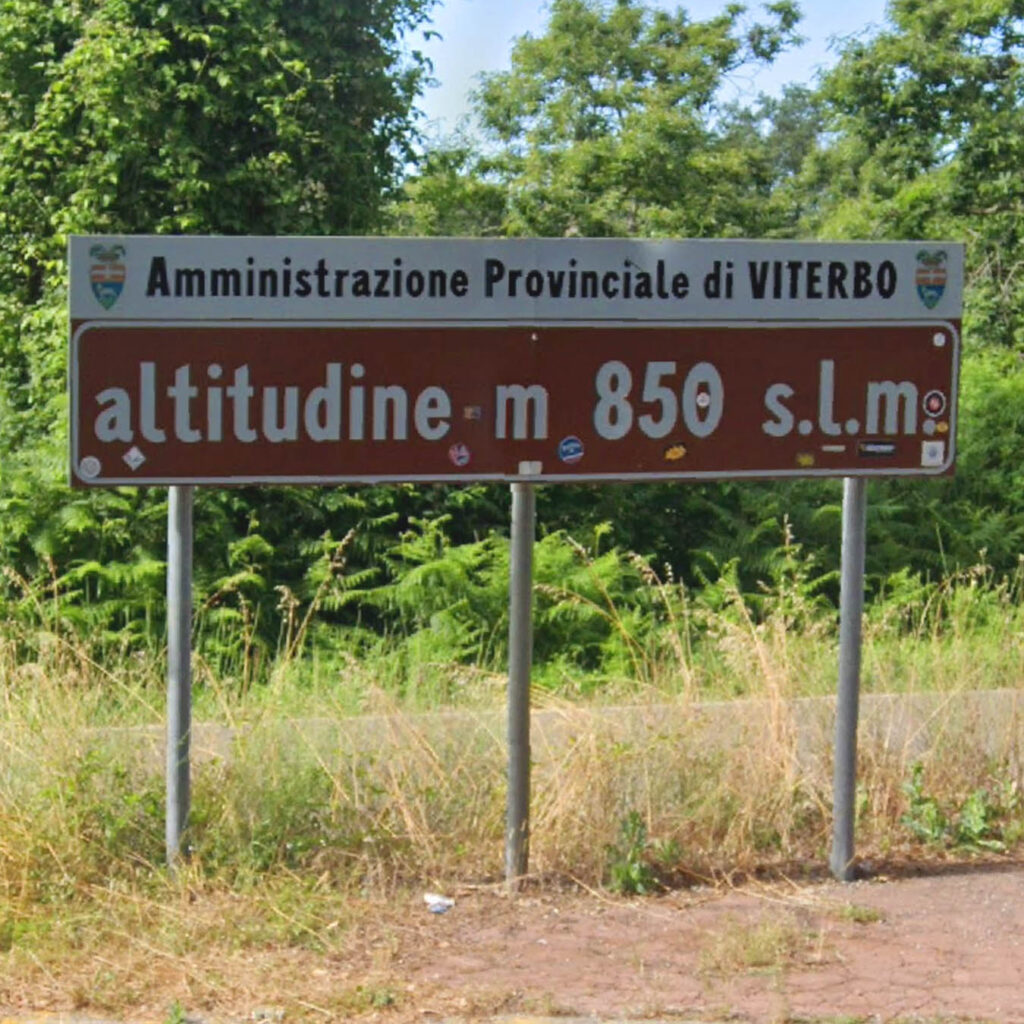 Amministrazione Provinciale di VITERBO
altitudine m 850 s.l.m.